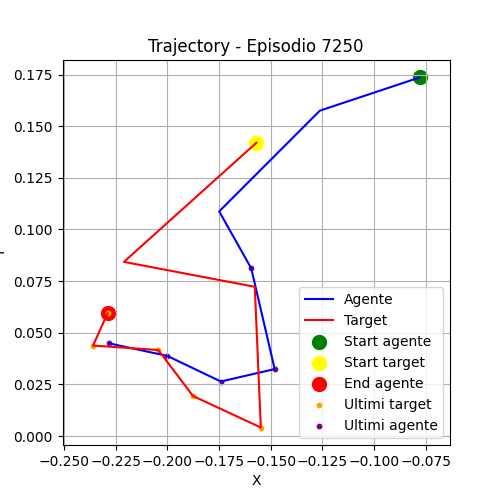 Trajectory - Episodio 7250
0.175
0.150
0.125
0.100
0.075
0.050
0.025
0.000
Agente
Target
Start agente
Start target
End agente
Ultimi target
Ultimi agente
−0.250 −0.225 −0.200 −0.175 −0.150 −0.125 −0.100 −0.075
X